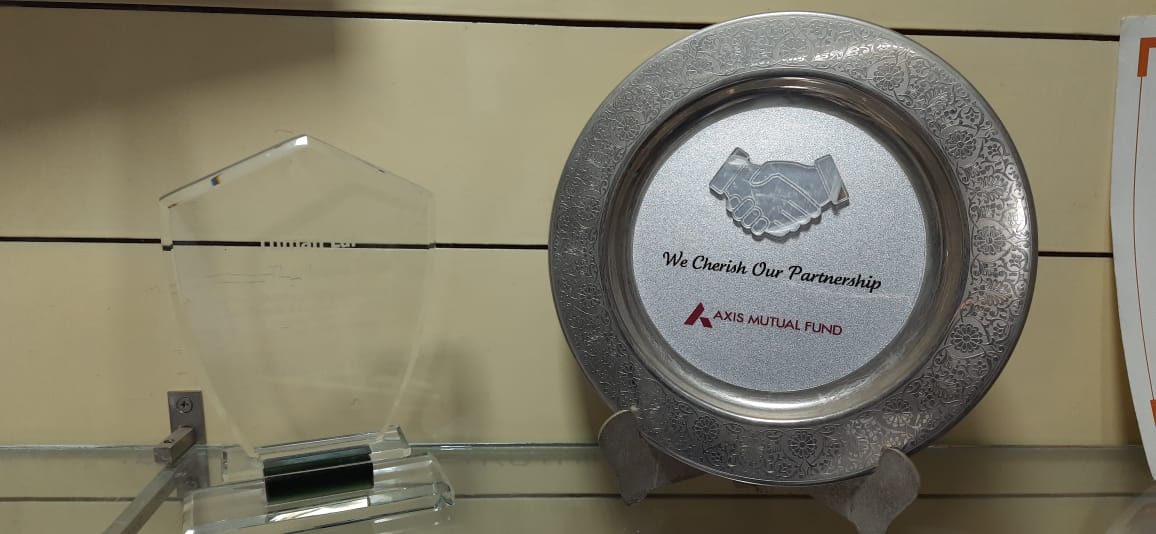 We Cherish Our Partnership
AXIS MUTUAL FUND